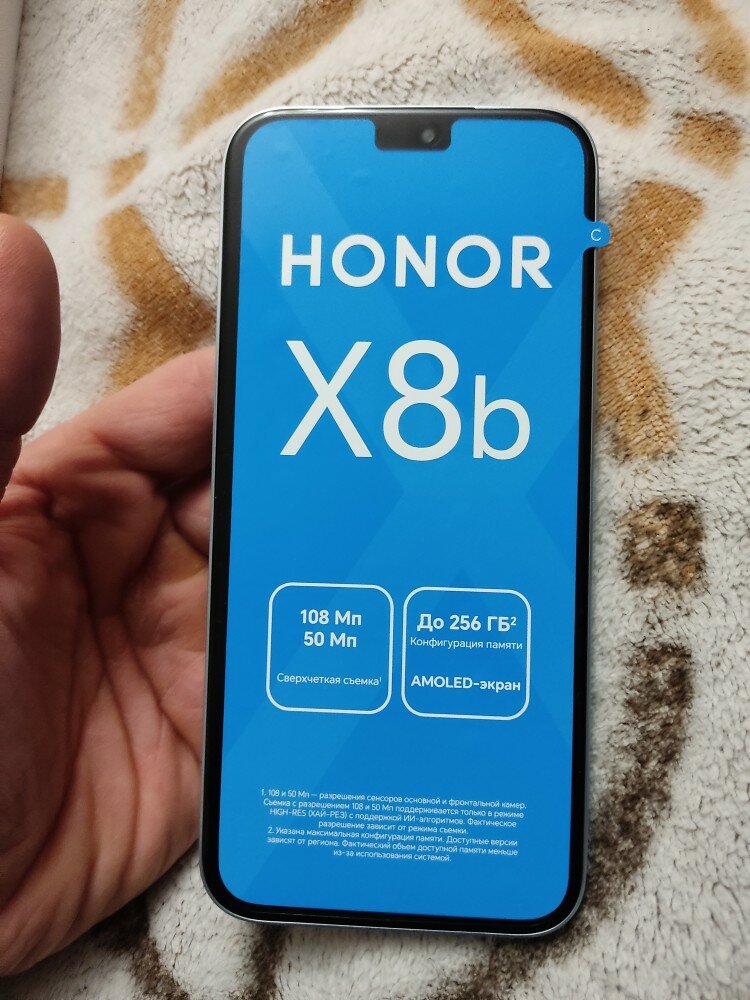 C
HONOR
X8b
108 Мп
50 Мп
Сверхчеткая съемка¹
До 256 ГБ²
Конфигурация памяти
AMOLED-экран
1. 108 и 50 Мп — разрешения сенсоров основной и фронтальной камер.
Съемка с разрешением 108 и 50 Мп поддерживается только в режиме
HIGH-RES (ХАЙ-РЕЗ) с поддержкой ИИ-алгоритмов. Фактическое
разрешение зависит от режима съемки.
2. Указана максимальная конфигурация памяти. Доступные версии
зависят от региона. Фактический объем доступной памяти меньше
из-за использования системой.